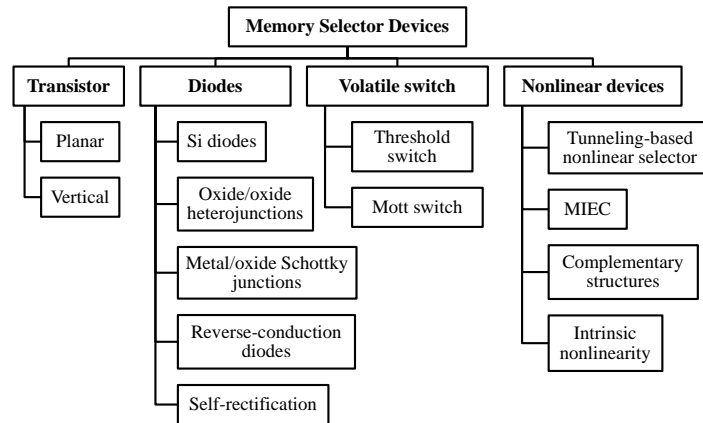 Memory Selector Devices
Transistor
Planar
Vertical
Diodes
Si diodes
Oxide/oxide
heterojunctions
Metal/oxide Schottky
junctions
Reverse-conduction
diodes
Self-rectification
Volatile switch
Threshold
switch
Mott switch
Nonlinear devices
Tunneling-based
nonlinear selector
MIEC
Complementary
structures
Intrinsic
nonlinearity